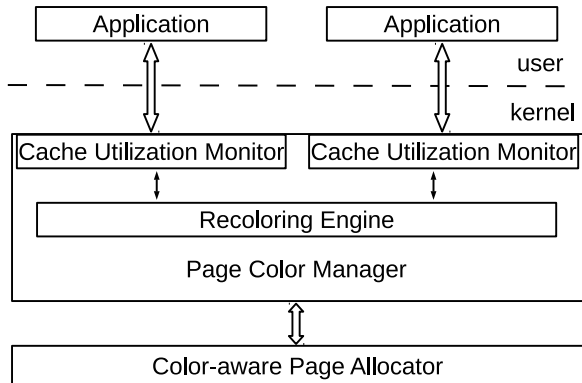 Application Application
user
kernel
Cache Utilization Monitor Cache Utilization Monitor
Recoloring Engine
Page Color Manager
Color-aware Page Allocator